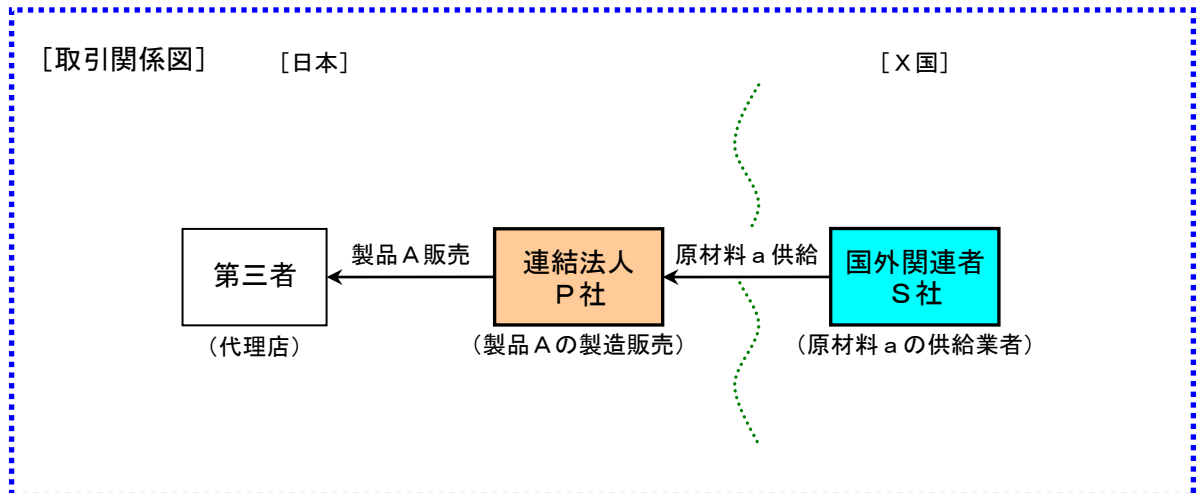 ［取引関係図］
［日本］
［Ｘ国］
製品Ａ販売
原材料ａ供給
第三者
連結法人
Ｐ社
国外関連者
Ｓ社
（代理店）
（製品Ａの製造販売）
（原材料ａの供給業者）